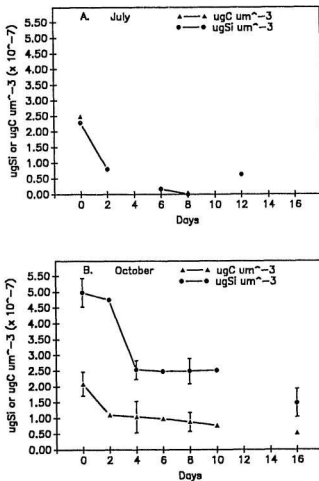 A. July
▲ ugC um^-3
● ugSi um^-3
ugSi or ugC um^-3 (x 10^-7)
5.50
5.00
4.50
4.00
3.50
3.00
2.50
2.00
1.50
1.00
0.50
0.00
0 2 4 6 8 10 12 14 16
Days
B. October
▲ ugC um^-3
● ugSi um^-3
ugSi or ugC um^-3 (x 10^-7)
5.50
5.00
4.50
4.00
3.50
3.00
2.50
2.00
1.50
1.00
0.50
0.00
0 2 4 6 8 10 12 14 16
Days